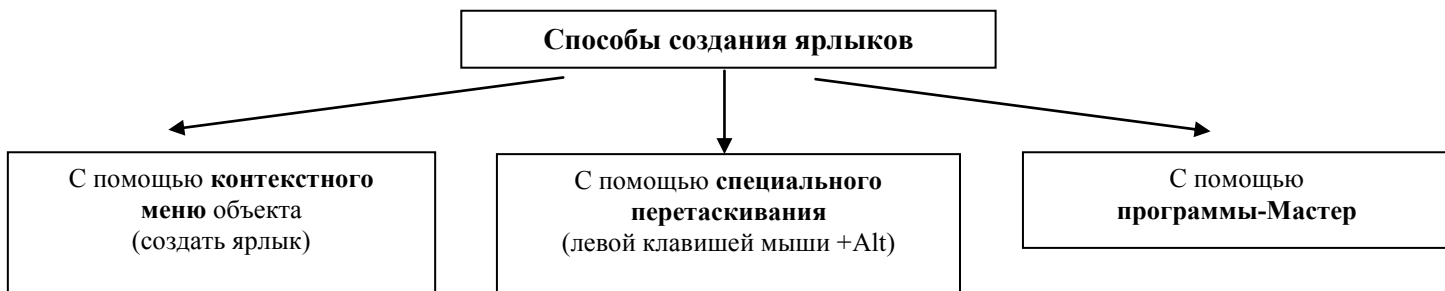 Способы создания ярлыков
С помощью контекстного
меню объекта
(создать ярлык)
С помощью специального
перетаскивания
(левой клавишей мыши +Alt)
С помощью
программы-Мастер